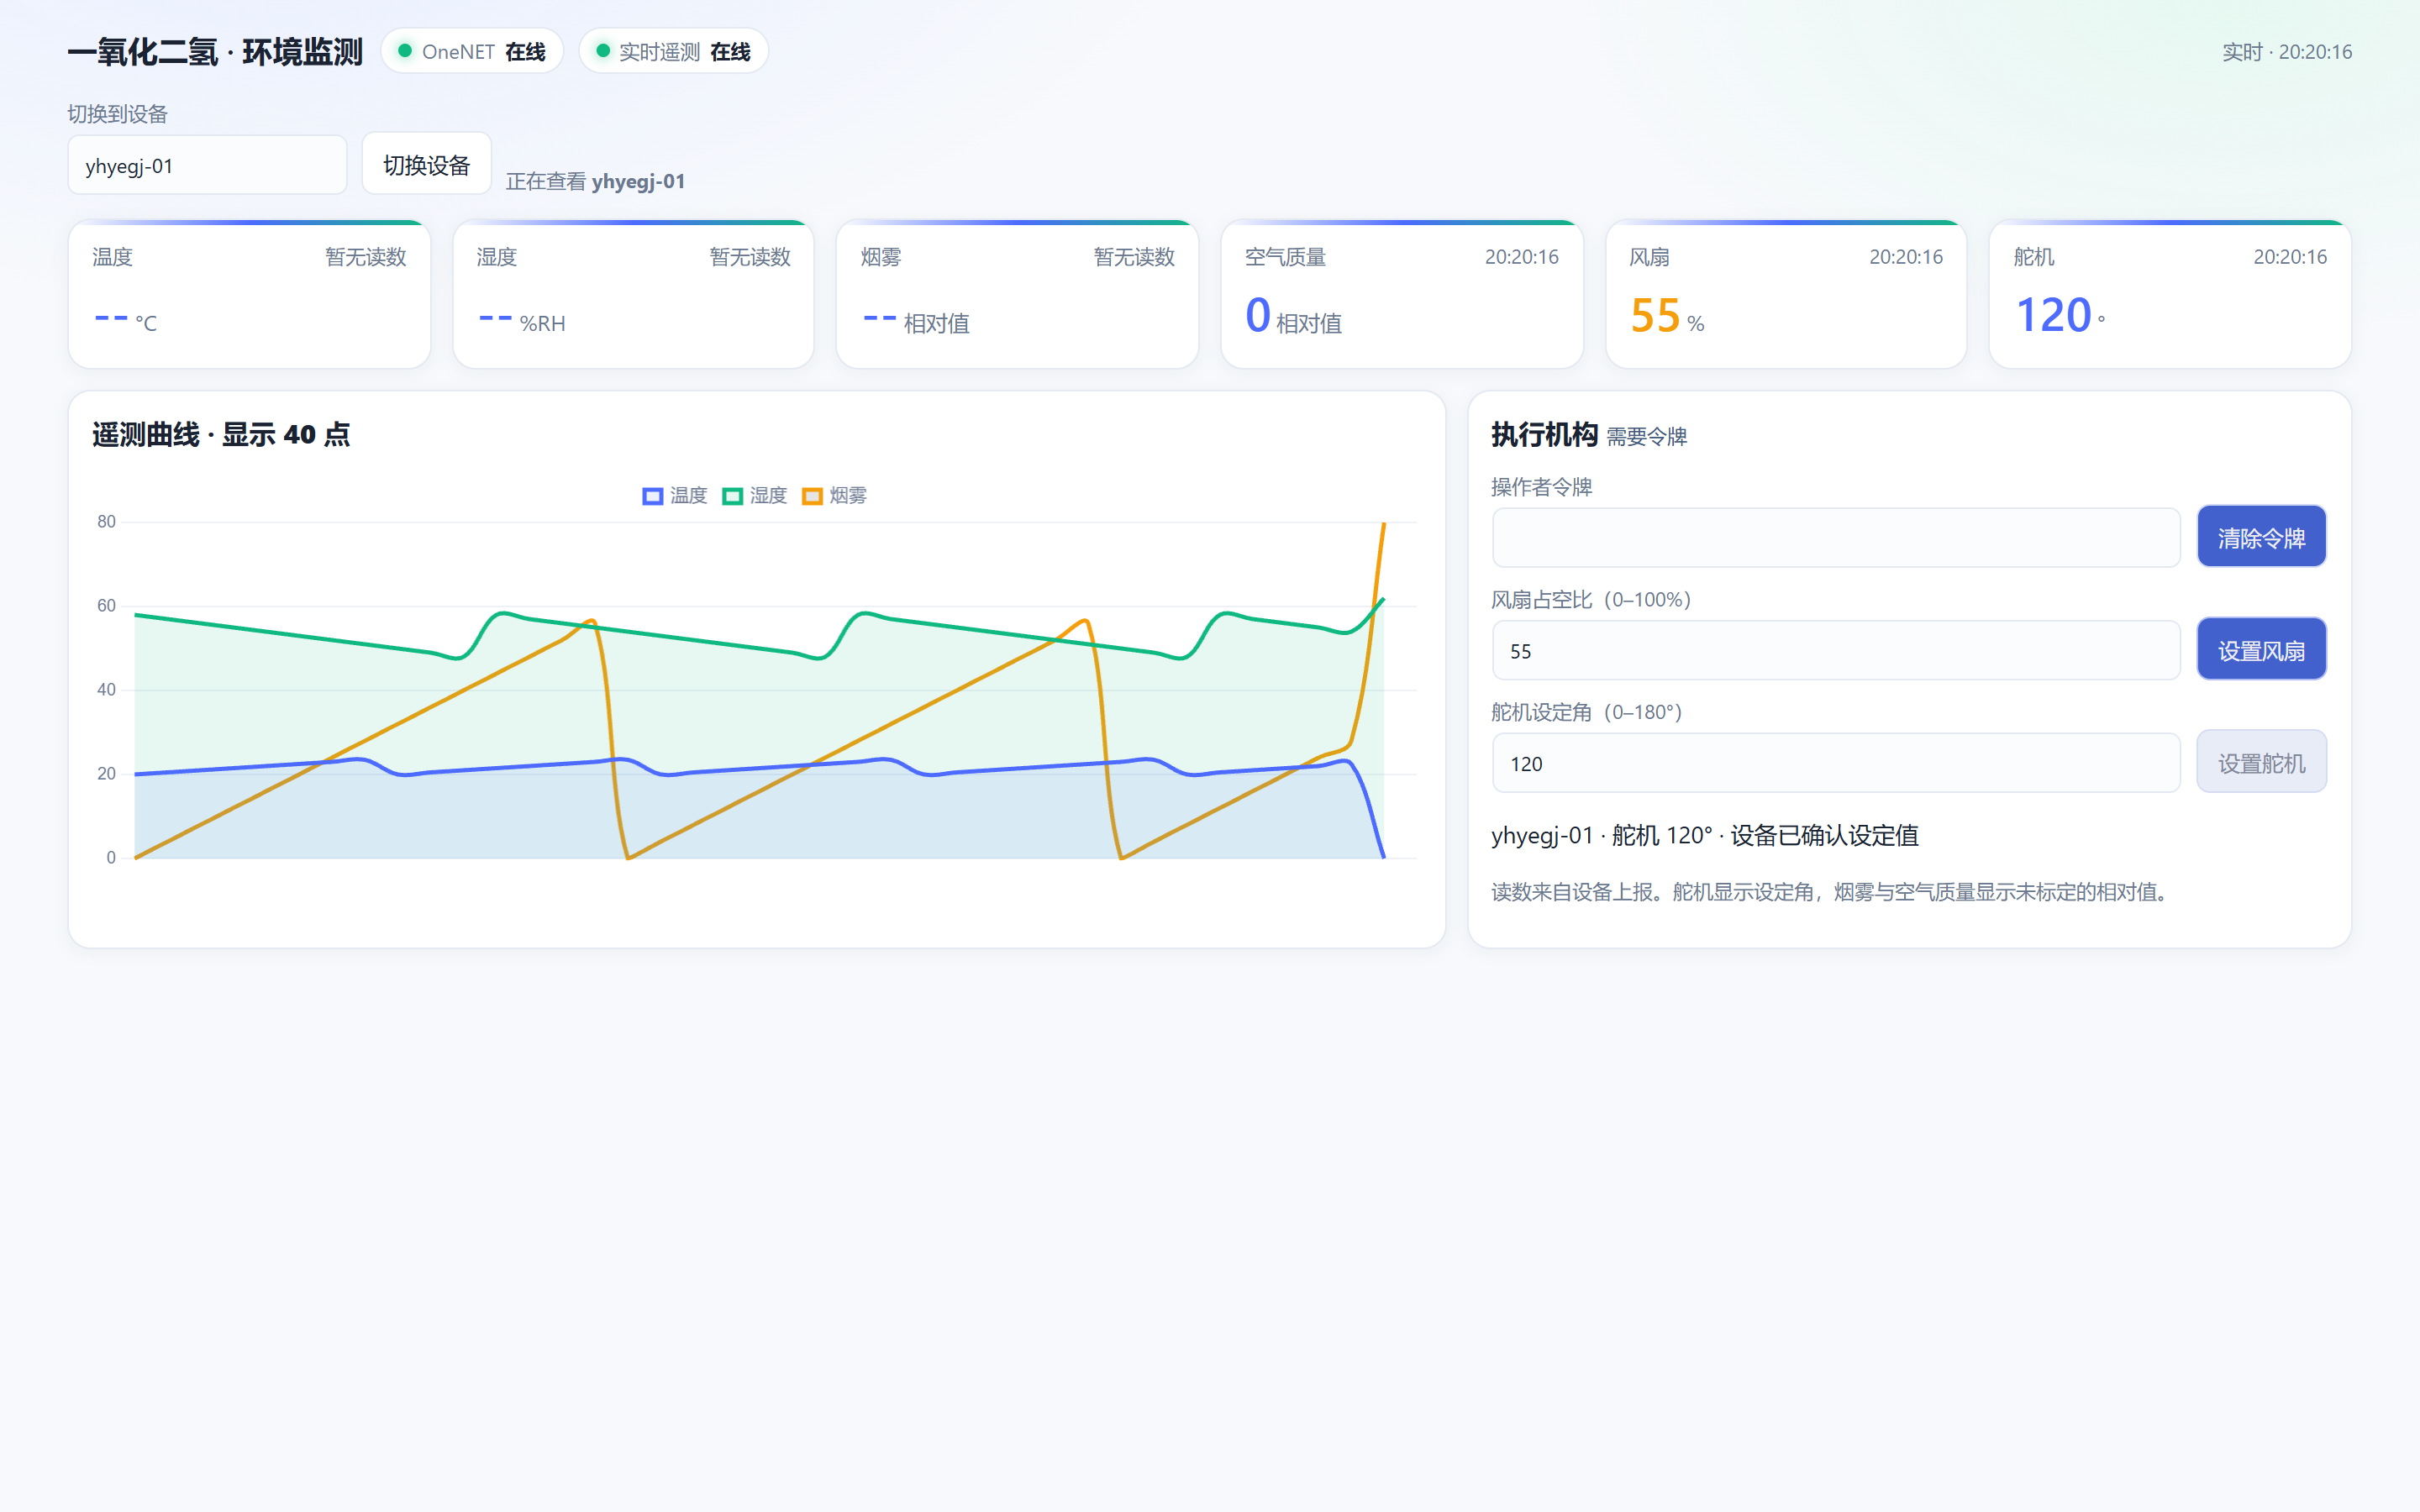 一氧化二氢 · 环境监测 OneNET 在线 实时遥测 在线 实时 · 20:20:16
切换到设备
yhyegj-01 切换设备 正在查看 yhyegj-01
温度 暂无读数
-- °C
湿度 暂无读数
-- %RH
烟雾 暂无读数
-- 相对值
空气质量 20:20:16
0 相对值
风扇 20:20:16
55 %
舵机 20:20:16
120 °
遥测曲线 · 显示 40 点
温度 湿度 烟雾
80
60
40
20
0
执行机构 需要令牌
操作者令牌
清除令牌
风扇占空比（0–100%）
55 设置风扇
舵机设定角（0–180°）
120 设置舵机
yhyegj-01 · 舵机 120° · 设备已确认设定值
读数来自设备上报。舵机显示设定角，烟雾与空气质量显示未标定的相对值。